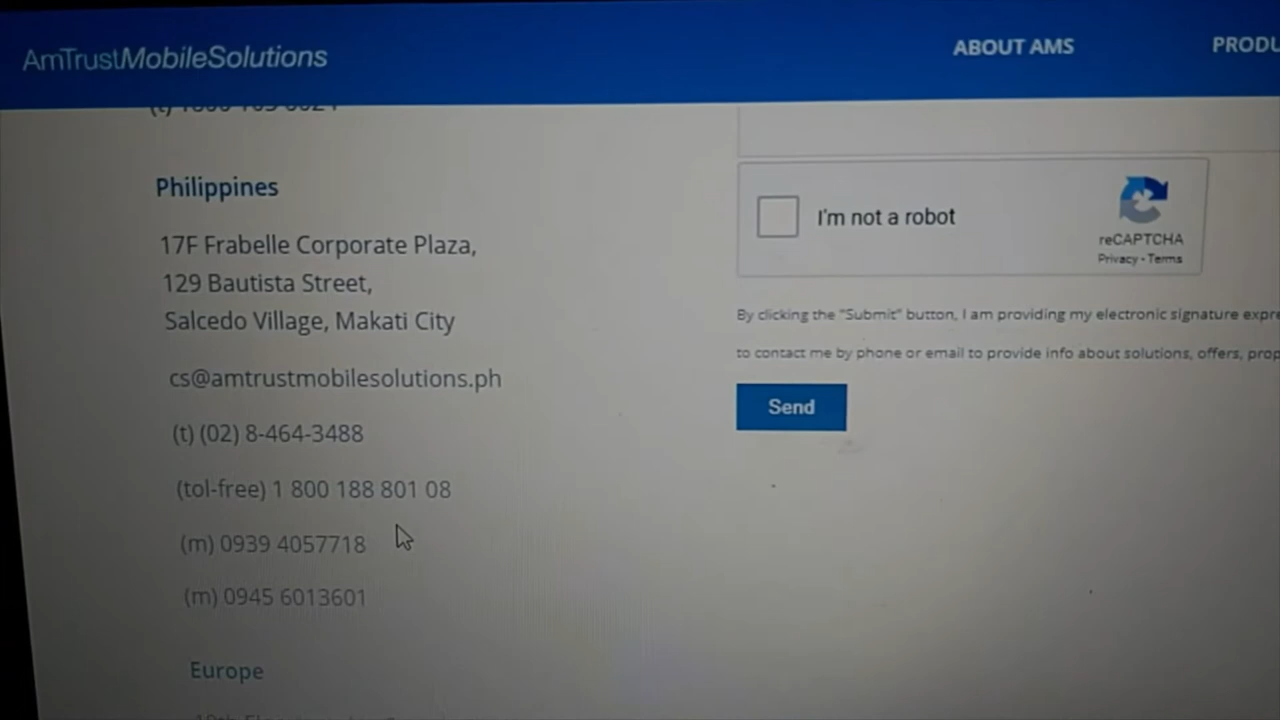 AmTrustMobileSolutions
ABOUT AMS
PRODU
Philippines
17F Frabelle Corporate Plaza,
129 Bautista Street,
Salcedo Village, Makati City
cs@amtrustmobilesolutions.ph
(t) (02) 8-464-3488
(tol-free) 1 800 188 801 08
(m) 0939 4057718
(m) 0945 6013601
Europe
I'm not a robot
reCAPTCHA
Privacy - Terms
By clicking the "Submit" button, I am providing my electronic signature expre
to contact me by phone or email to provide info about solutions, offers, prop
Send